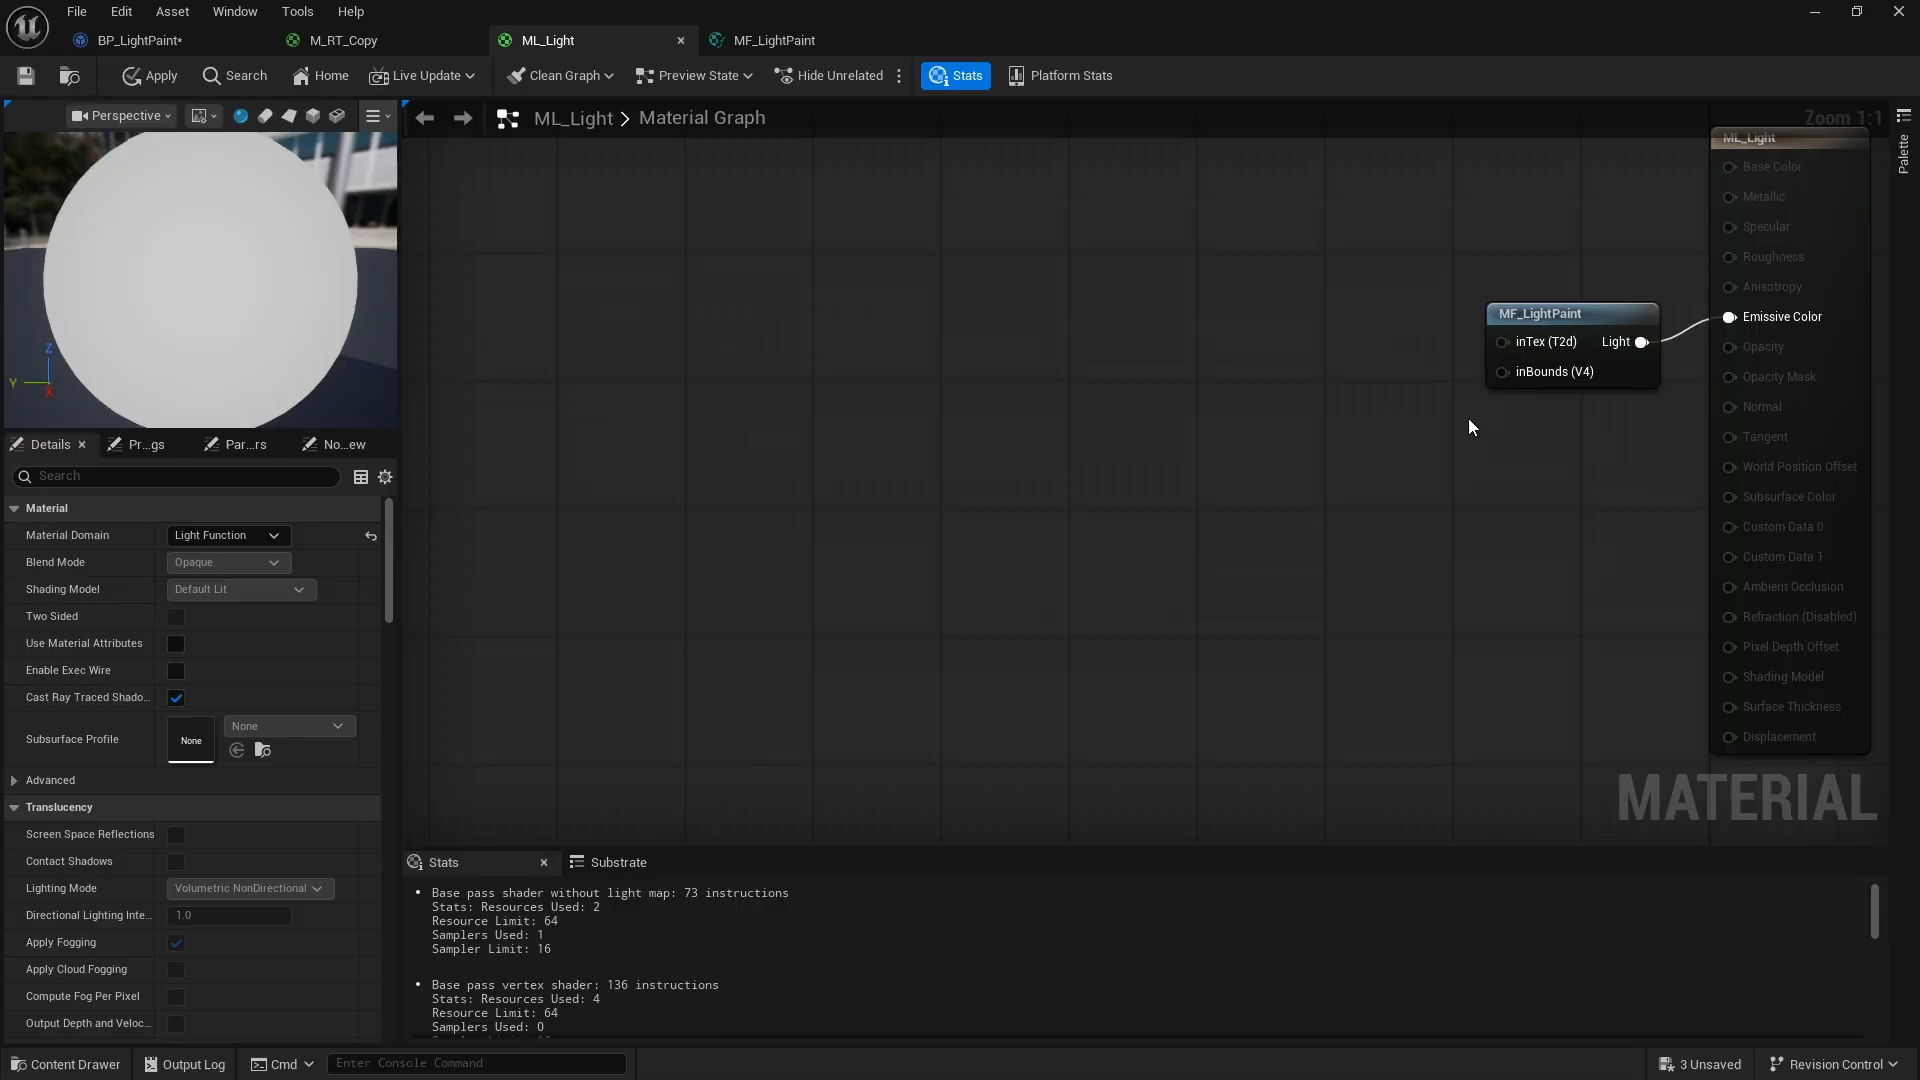 File Edit Asset Window Tools Help
BP_LightPaint* M_RT_Copy ML_Light MF_LightPaint
Apply Search Home Live Update Clean Graph Preview State Hide Unrelated Stats Platform Stats
Perspective
ML_Light > Material Graph
Zoom 1:1
Palette
ML_Light
Base Color
Metallic
Specular
Roughness
Anisotropy
Emissive Color
Opacity
Opacity Mask
Normal
Tangent
World Position Offset
Subsurface Color
Custom Data 0
Custom Data 1
Ambient Occlusion
Refraction (Disabled)
Pixel Depth Offset
Shading Model
Surface Thickness
Displacement
MF_LightPaint
inTex (T2d) Light
inBounds (V4)
MATERIAL
Z
Y
X
Details Pr...gs Par...rs No...ew
Search
Material
Material Domain Light Function
Blend Mode Opaque
Shading Model Default Lit
Two Sided
Use Material Attributes
Enable Exec Wire
Cast Ray Traced Shado...
Subsurface Profile None None
Advanced
Translucency
Screen Space Reflections
Contact Shadows
Lighting Mode Volumetric NonDirectional
Directional Lighting Inte... 1.0
Apply Fogging
Apply Cloud Fogging
Compute Fog Per Pixel
Output Depth and Veloc...
Stats Substrate
• Base pass shader without light map: 73 instructions
Stats: Resources Used: 2
Resource Limit: 64
Samplers Used: 1
Sampler Limit: 16
• Base pass vertex shader: 136 instructions
Stats: Resources Used: 4
Resource Limit: 64
Samplers Used: 0
Content Drawer Output Log Cmd Enter Console Command 3 Unsaved Revision Control